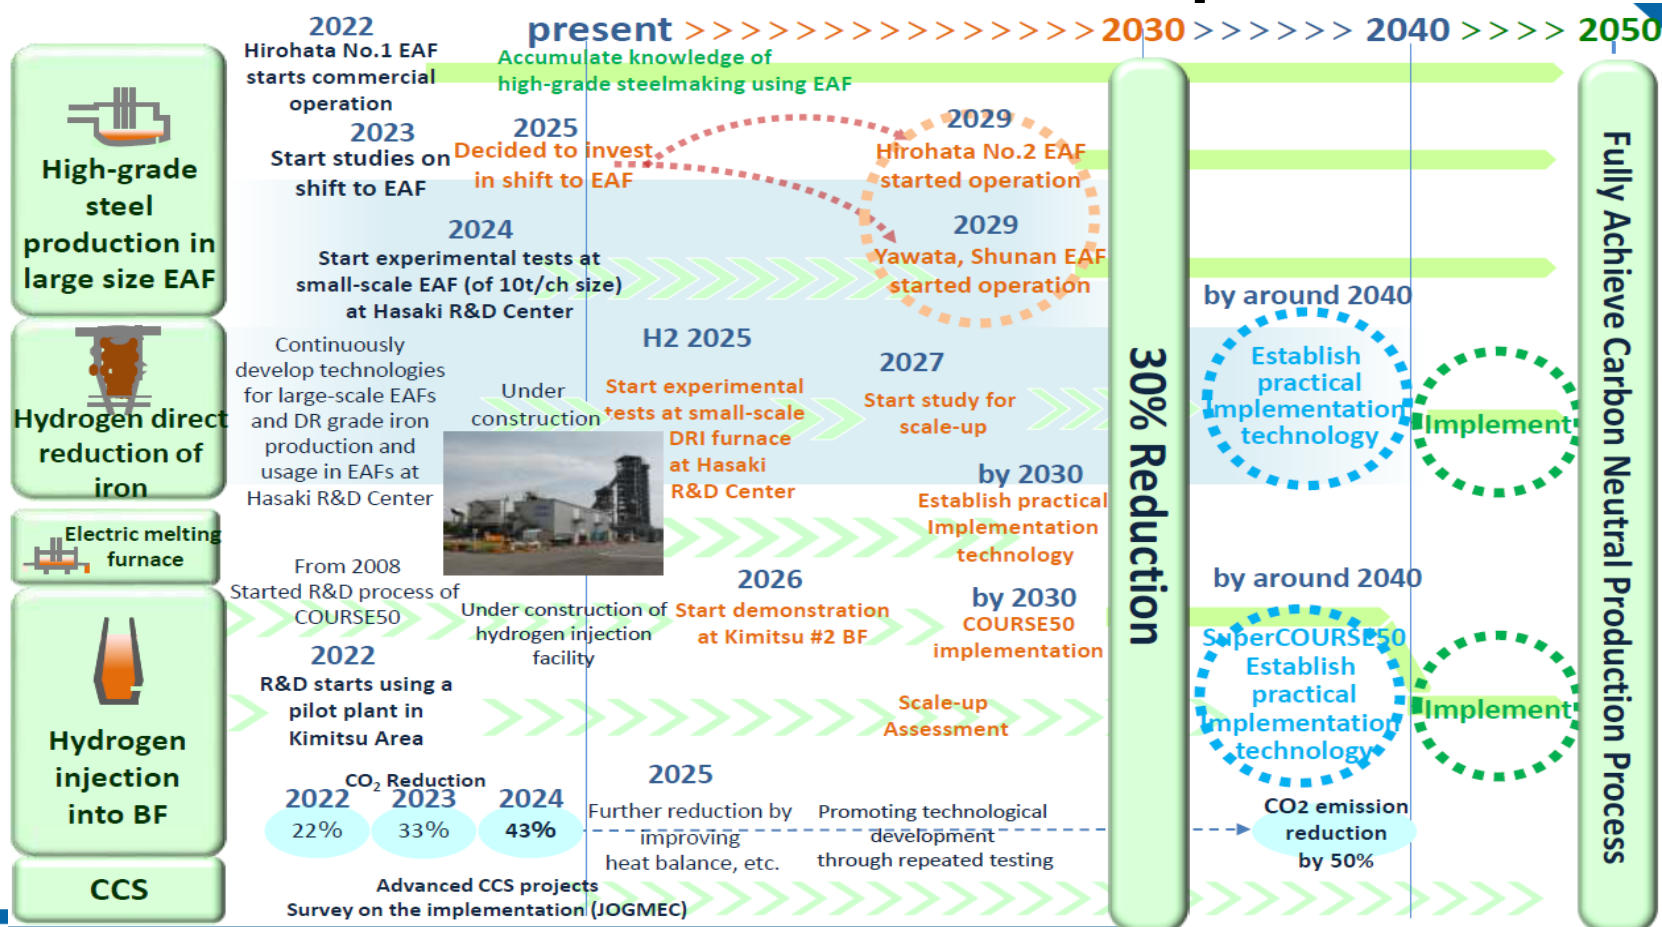 2022
present >>>>>>>>>>>>>>> 2030 >>>>>> 2040 >>>> 2050
Hirohata No.1 EAF
starts commercial
operation
Accumulate knowledge of
high-grade steelmaking using EAF
2023
Start studies on
shift to EAF
2025
Decided to invest
in shift to EAF
2029
Hirohata No.2 EAF
started operation
2029
Yawata, Shunan EAF
started operation
2024
Start experimental tests at
small-scale EAF (of 10t/ch size)
at Hasaki R&D Center
High-grade
steel
production in
large size EAF
Hydrogen direct
reduction of
iron
Continuously
develop technologies
for large-scale EAFs
and DR grade iron
production and
usage in EAFs at
Hasaki R&D Center
Under
construction
H2 2025
Start experimental
tests at small-scale
DRI furnace
at Hasaki
R&D Center
2027
Start study for
scale-up
by 2030
Establish practical
Implementation
technology
by around 2040
Establish
practical
Implementation
technology
Implement
Electric melting
furnace
Hydrogen
injection
into BF
From 2008
Started R&D process of
COURSE50
Under construction of
hydrogen injection
facility
2026
Start demonstration
at Kimitsu #2 BF
by 2030
COURSE50
implementation
2022
R&D starts using a
pilot plant in
Kimitsu Area
Scale-up
Assessment
by around 2040
SuperCOURSE50
Establish
practical
Implementation
technology
Implement
CO2 Reduction
2022 2023 2024
22% 33% 43%
2025
Further reduction by
improving
heat balance, etc.
Promoting technological
development
through repeated testing
CO2 emission
reduction
by 50%
CCS
Advanced CCS projects
Survey on the implementation (JOGMEC)
30% Reduction
Fully Achieve Carbon Neutral Production Process